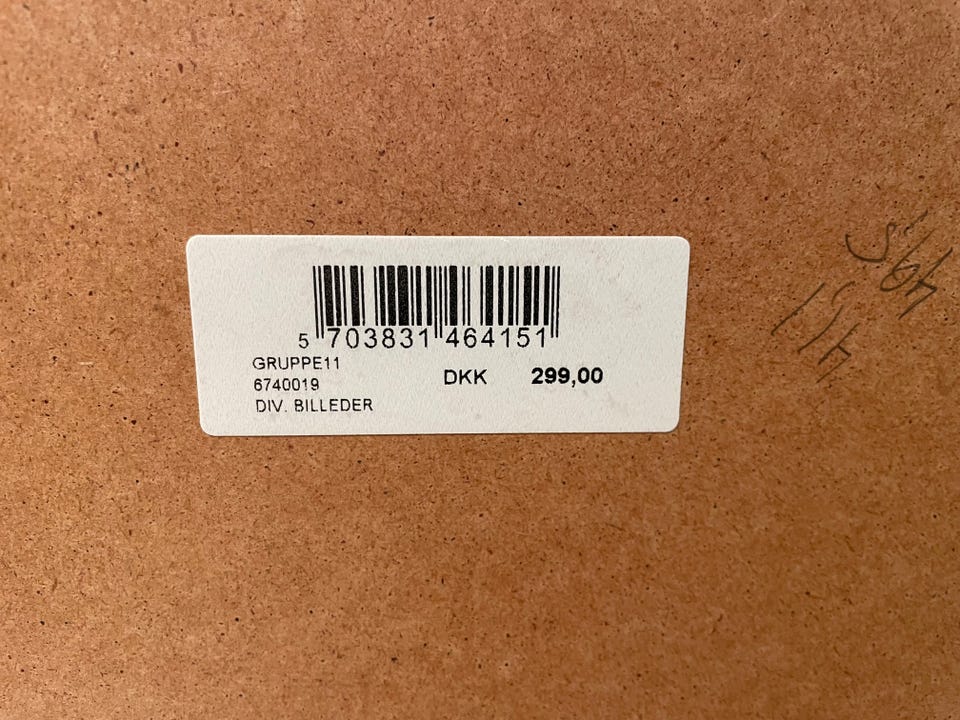 5 703831 464151
GRUPPE11
6740019
DKK 299,00
DIV. BILLEDER